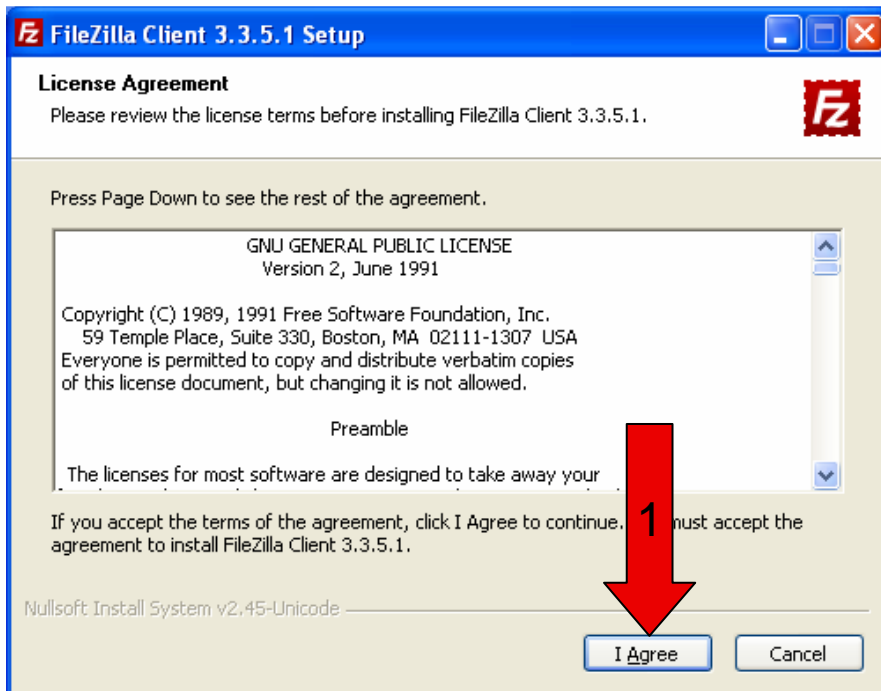 FileZilla Client 3.3.5.1 Setup
License Agreement
Please review the license terms before installing FileZilla Client 3.3.5.1.
Fz
Press Page Down to see the rest of the agreement.
GNU GENERAL PUBLIC LICENSE
Version 2, June 1991
Copyright (C) 1989, 1991 Free Software Foundation, Inc.
59 Temple Place, Suite 330, Boston, MA 02111-1307 USA
Everyone is permitted to copy and distribute verbatim copies
of this license document, but changing it is not allowed.
Preamble
The licenses for most software are designed to take away your
If you accept the terms of the agreement, click I Agree to continue. must accept the
agreement to install FileZilla Client 3.3.5.1.
1
Nullsoft Install System v2.45-Unicode
I Agree
Cancel